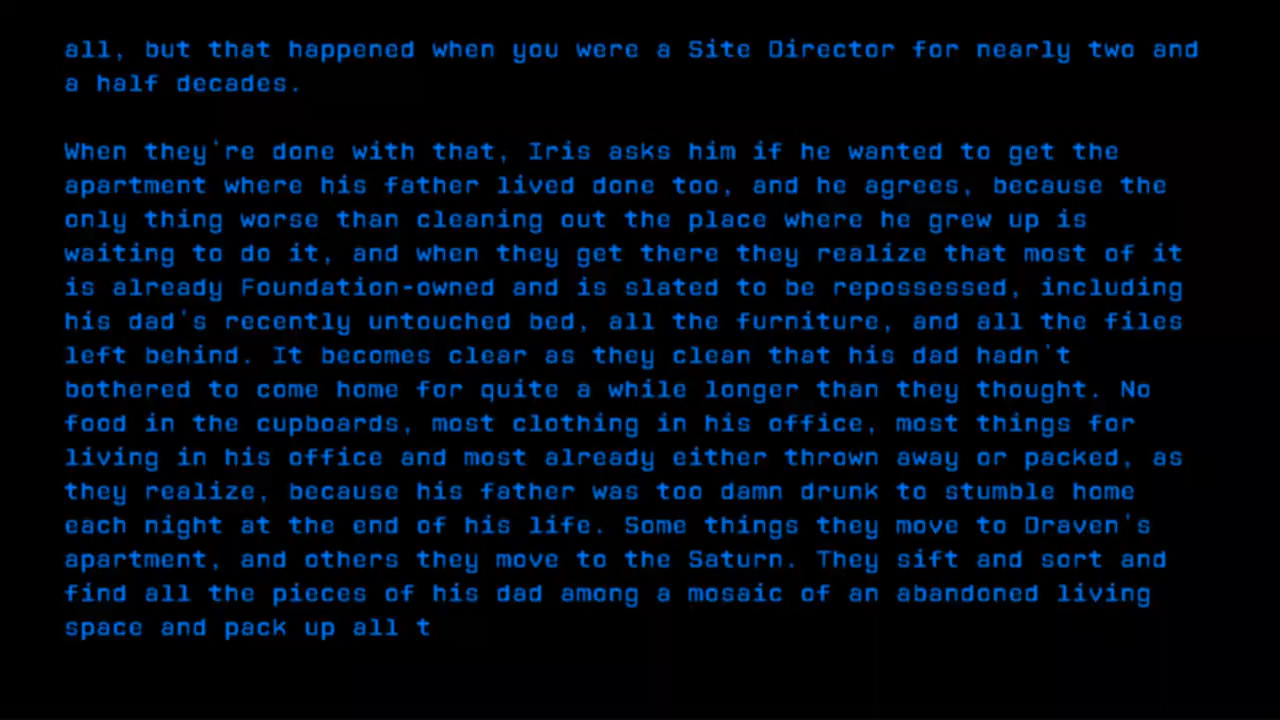 all, but that happened when you were a Site Director for nearly two and
a half decades.
When they're done with that, Iris asks him if he wanted to get the
apartment where his father lived done too, and he agrees, because the
only thing worse than cleaning out the place where he grew up is
waiting to do it, and when they get there they realize that most of it
is already Foundation-owned and is slated to be repossessed, including
his dad's recently untouched bed, all the furniture, and all the files
left behind. It becomes clear as they clean that his dad hadn't
bothered to come home for quite a while longer than they thought. No
food in the cupboards, most clothing in his office, most things for
living in his office and most already either thrown away or packed, as
they realize, because his father was too damn drunk to stumble home
each night at the end of his life. Some things they move to Draven's
apartment, and others they move to the Saturn. They sift and sort and
find all the pieces of his dad among a mosaic of an abandoned living
space and pack up all t